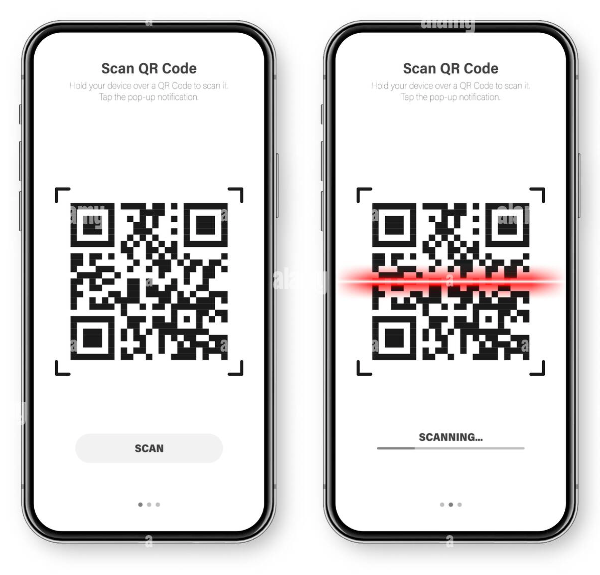 Scan QR Code
Hold your device over a QR Code to scan it.
Tap the pop-up notification.
SCAN
Scan QR Code
Hold your device over a QR Code to scan it.
Tap the pop-up notification.
SCANNING...
alamy
alamy
a